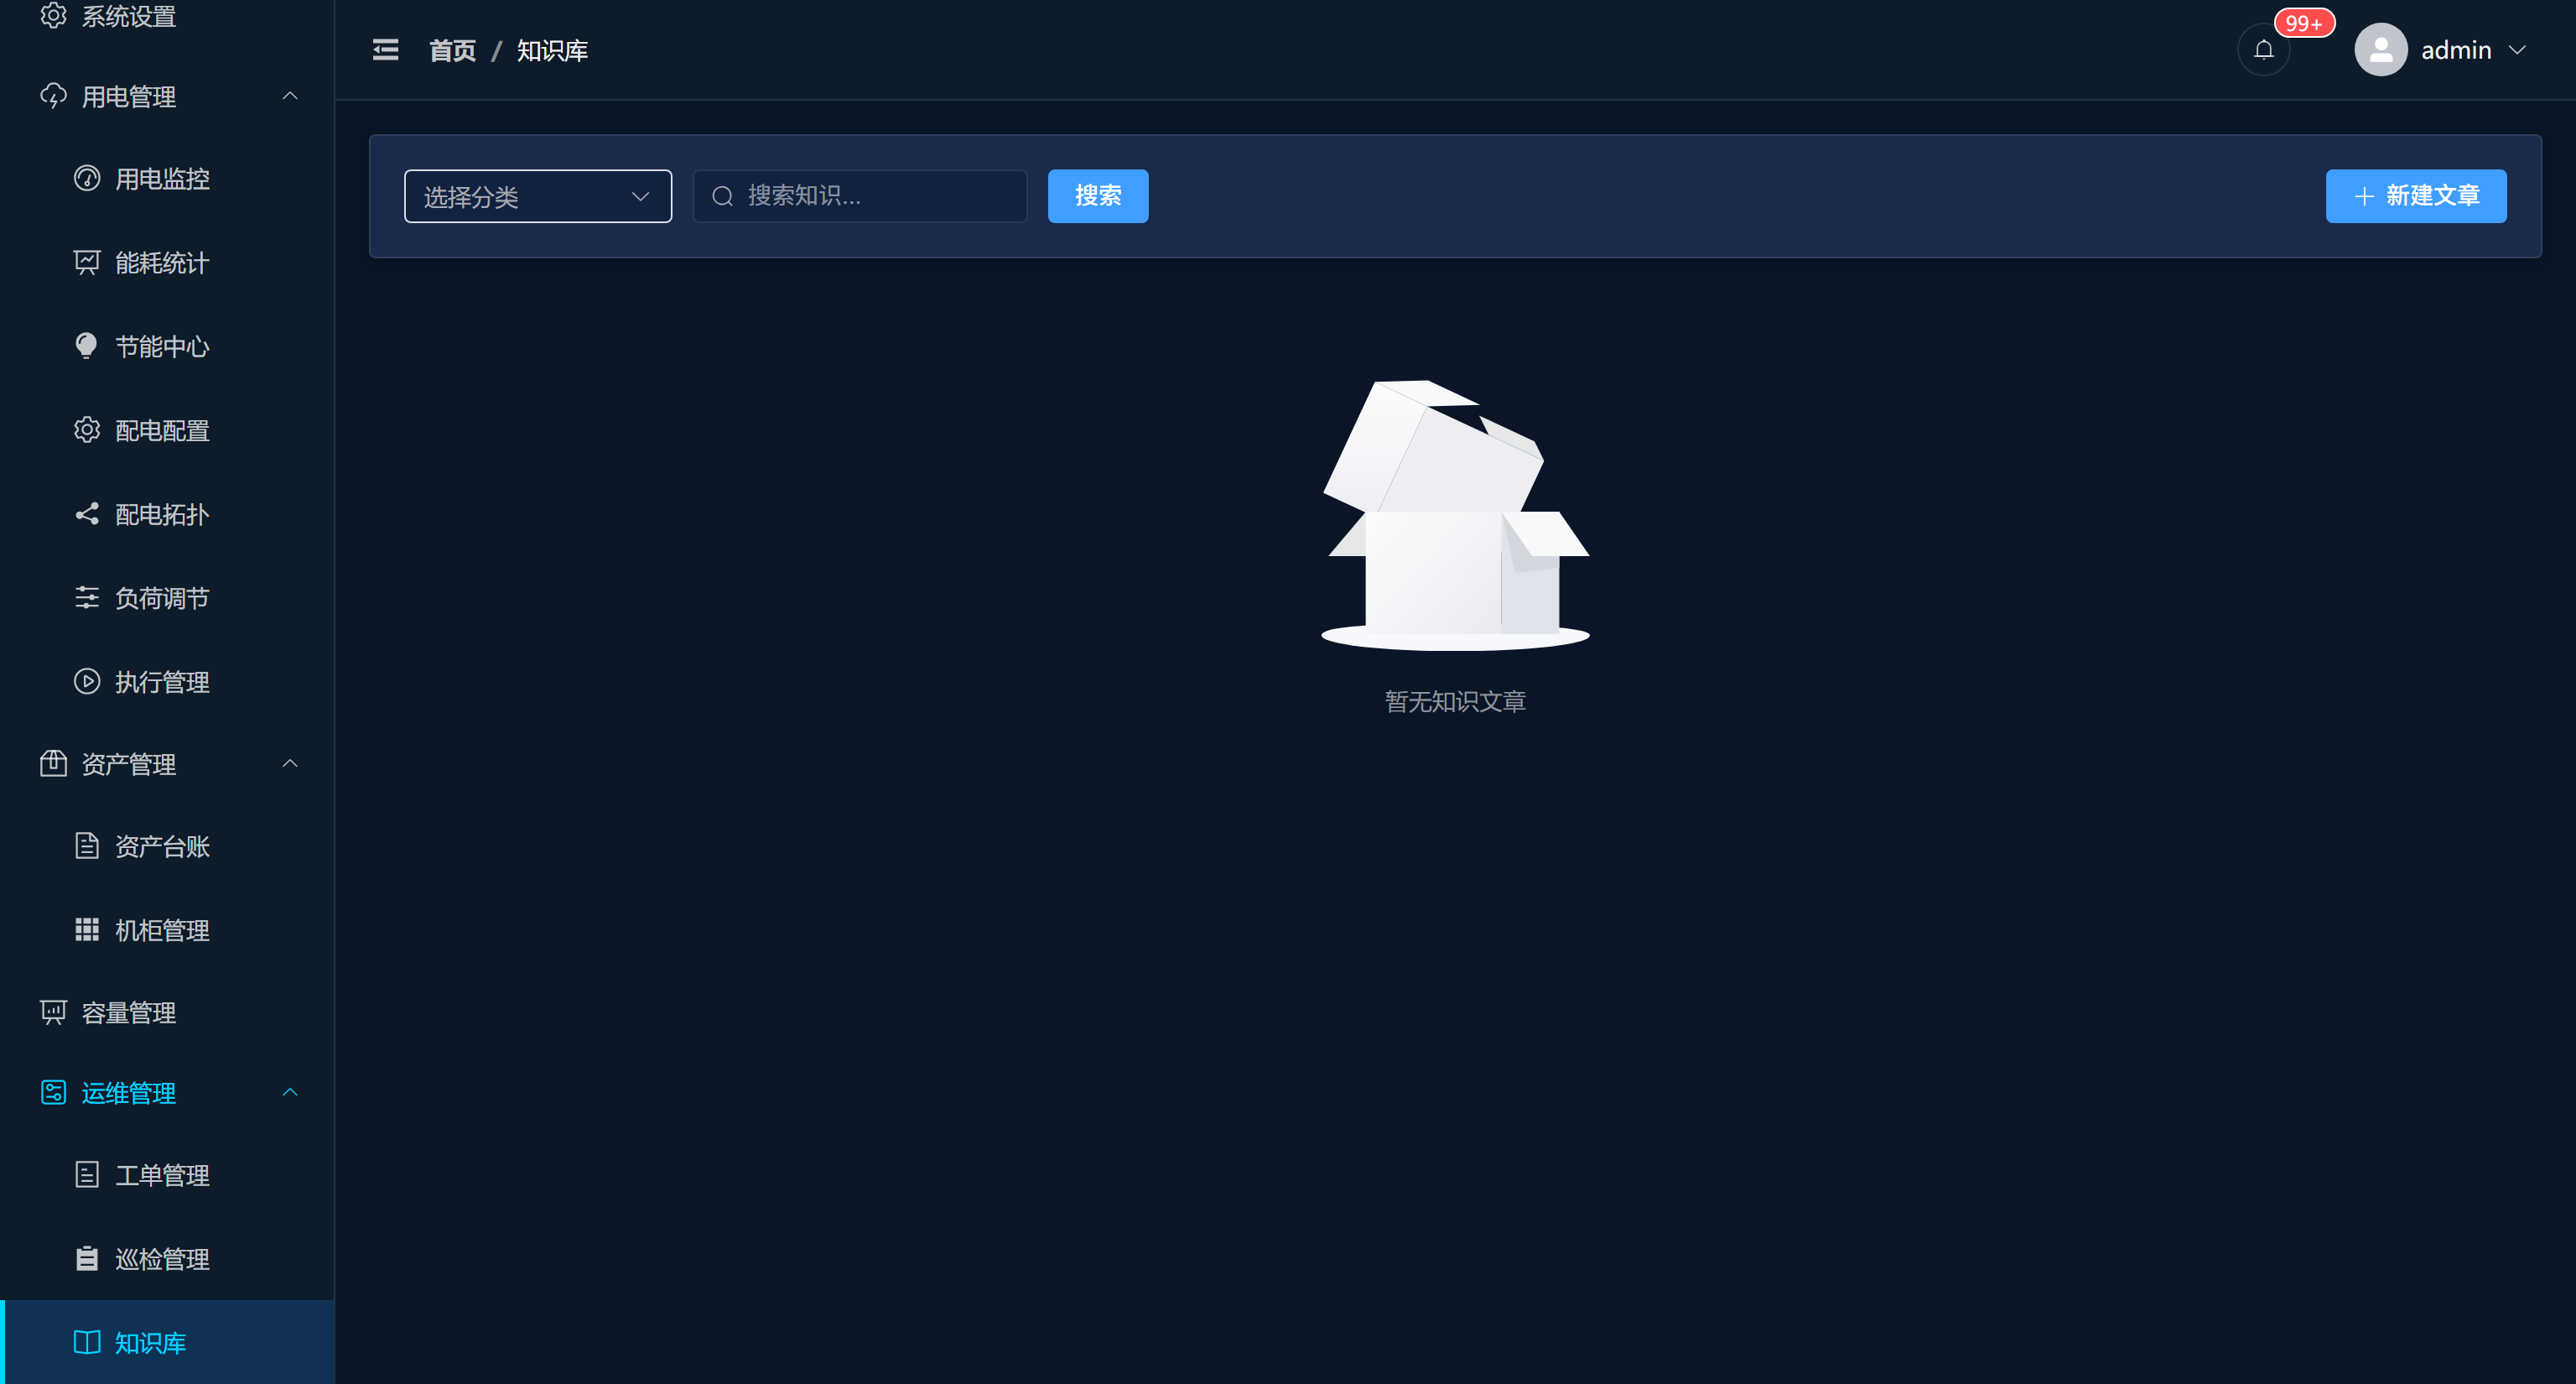 系统设置
用电管理
用电监控
能耗统计
节能中心
配电配置
配电拓扑
负荷调节
执行管理
资产管理
资产台账
机柜管理
容量管理
运维管理
工单管理
巡检管理
知识库
首页 / 知识库
99+
admin
选择分类
搜索知识...
搜索
新建文章
暂无知识文章